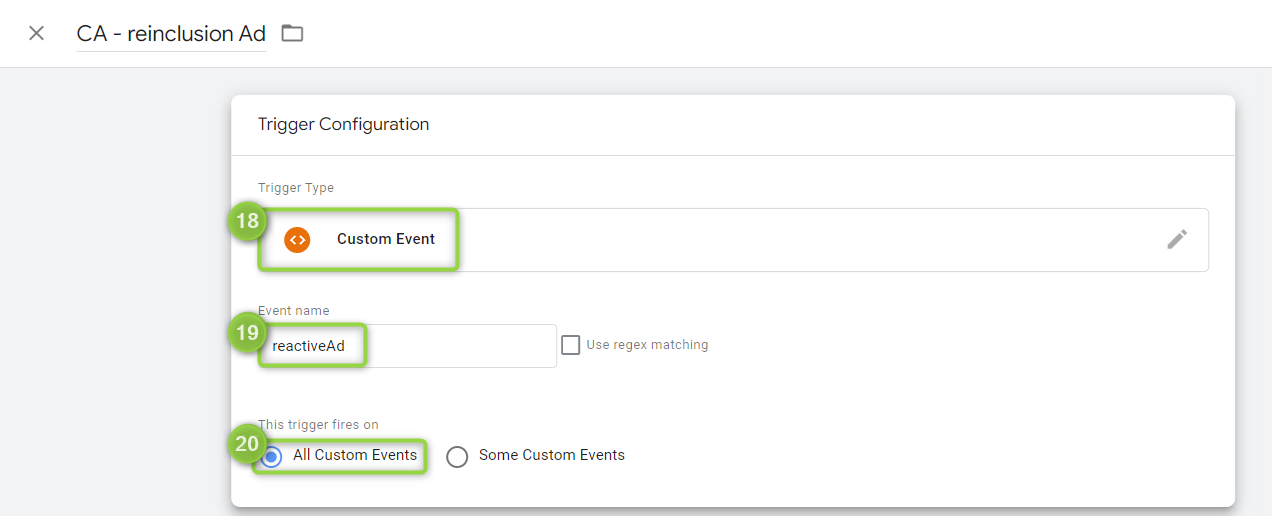 CA - reinclusion Ad
Trigger Configuration
Trigger Type
18
Custom Event
Event name
19
reactiveAd
Use regex matching
This trigger fires on
20
All Custom Events
Some Custom Events